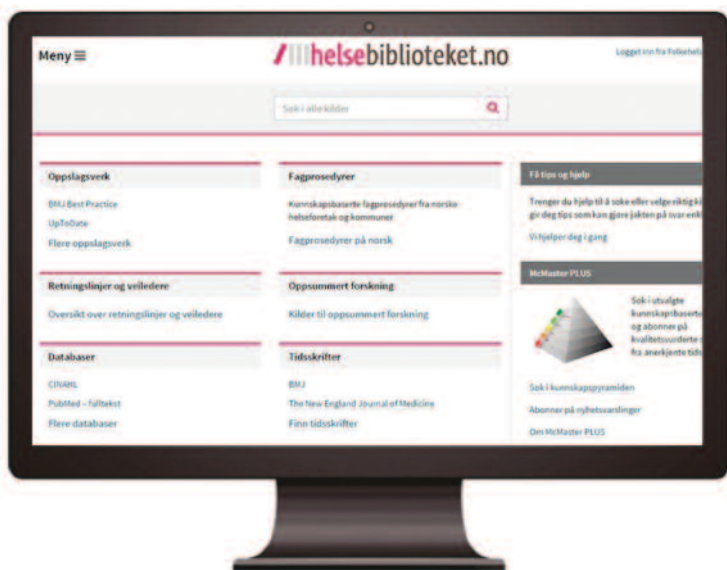 Meny
helsebiblioteket.no
Logget inn fra Folkehels
Søk i alle kilder
Oppslagsverk
BMJ Best Practice
UpToDate
Flere oppslagsverk
Fagprosedyrer
Kunnskapsbaserte fagprosedyrer fra norske
helseforetak og kommuner
Fagprosedyrer på norsk
Få tips og hjelp
Trenger du hjelp til å søke eller velge riktig ki
gir deg tips som kan gjøre jakten på svar enkl
Vi hjelper deg i gang
Retningslinjer og veiledere
Oversikt over retningslinjer og veiledere
Oppsummert forskning
Kilder til oppsummert forskning
McMaster PLUS
Søk i utvalgte
kunnskapsbaserte
og abonner på
kvalitetsvurderte
fra anerkjente tids
Søk i kunnskapspyramiden
Abonner på nyhetsvarslinger
Om McMaster PLUS
Databaser
CINAHL
PubMed – fulltekst
Flere databaser
Tidsskrifter
BMJ
The New England Journal of Medicine
Finn tidsskrifter